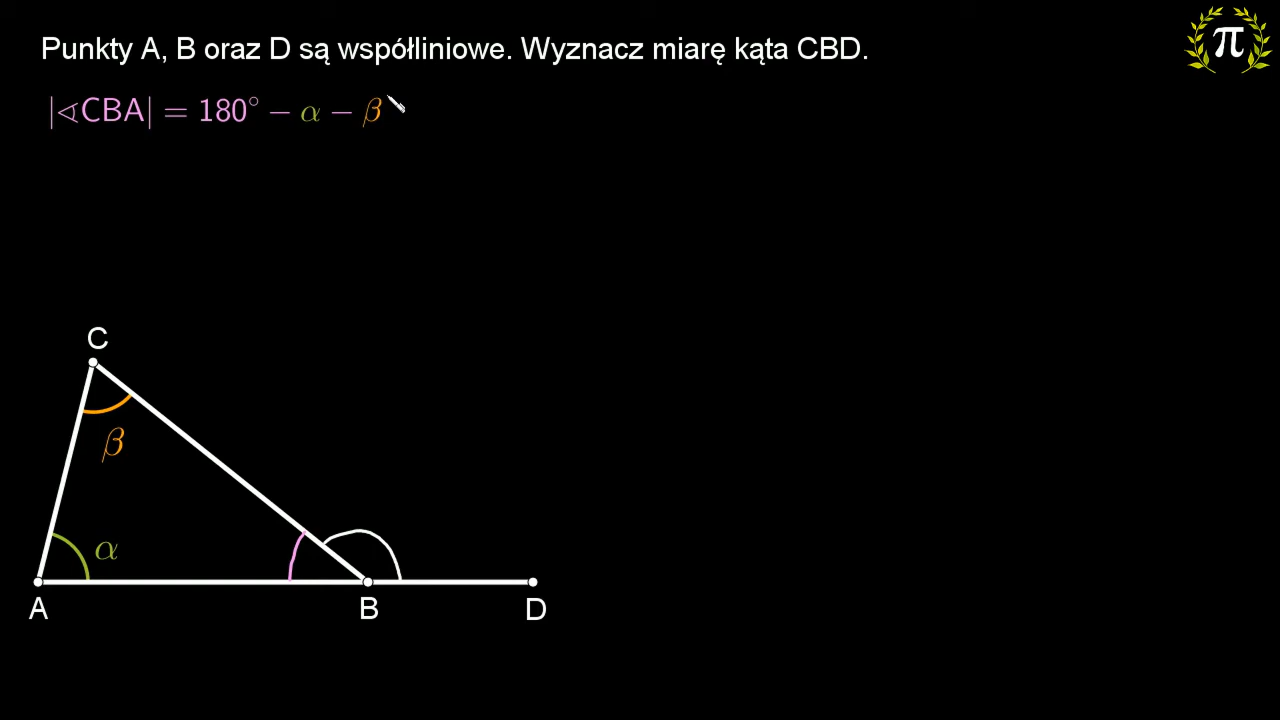 Punkty A, B oraz D są współliniowe. Wyznacz miarę kąta CBD.
|∢CBA| = 180° − α − β
π
C
β
α
A
B
D